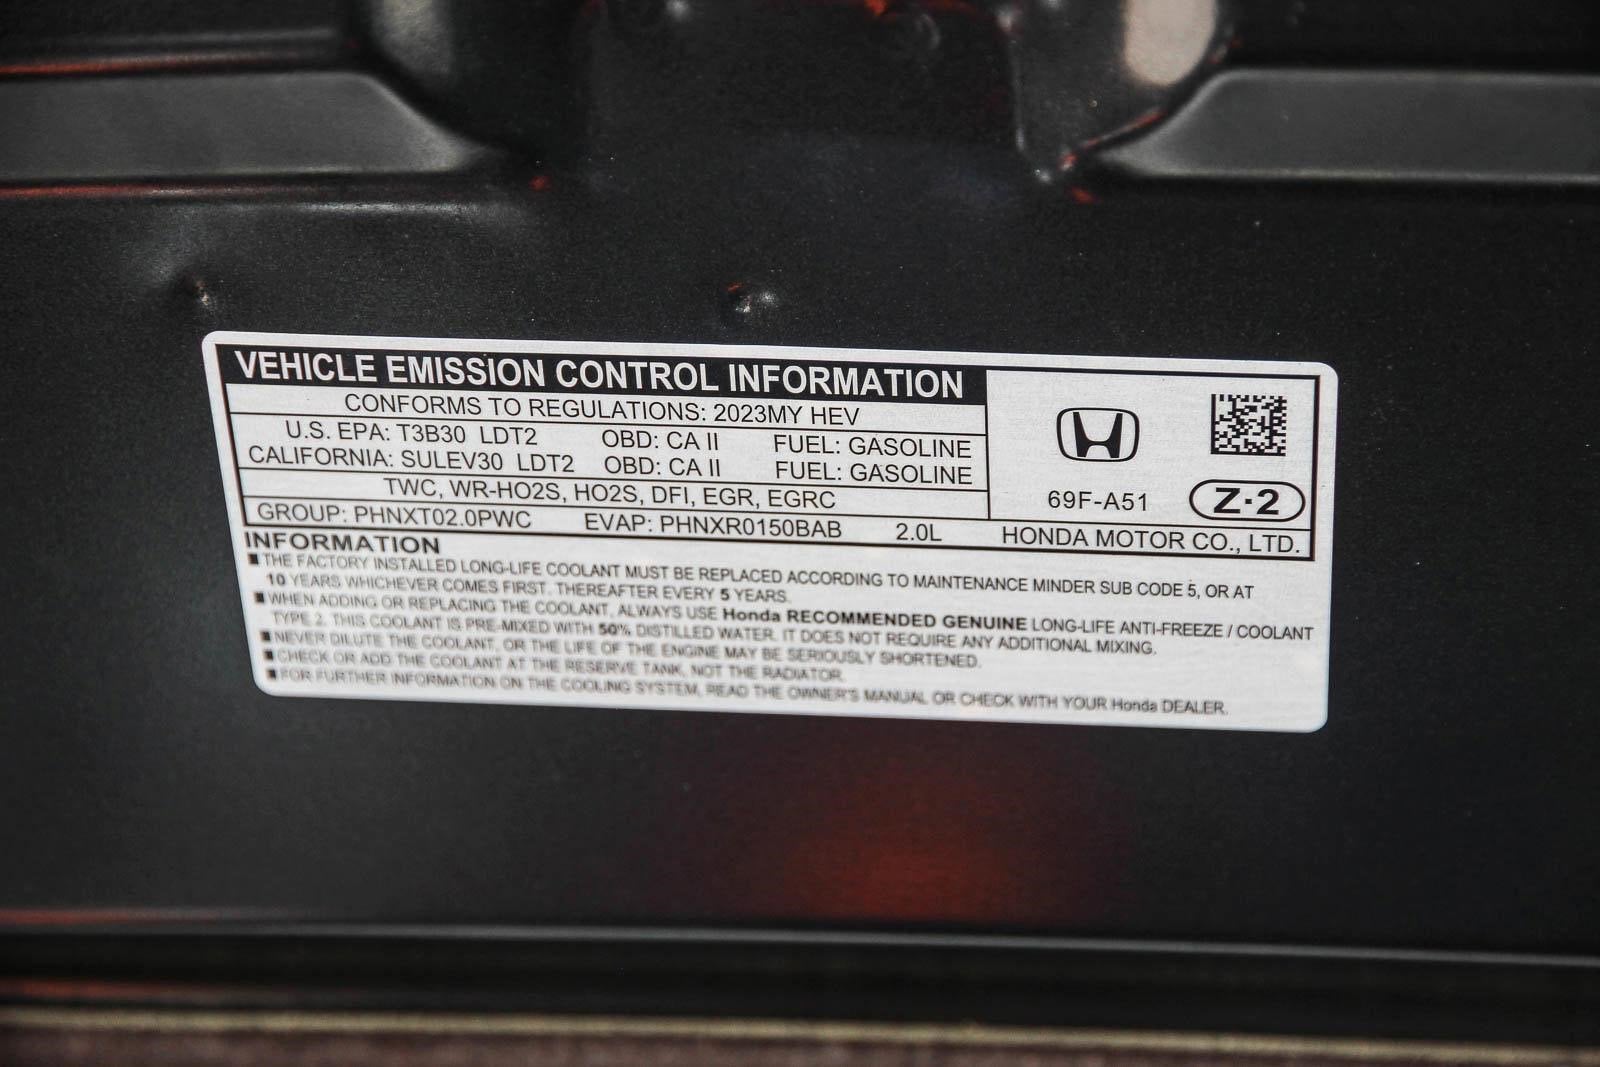 VEHICLE EMISSION CONTROL INFORMATION
CONFORMS TO REGULATIONS: 2023MY HEV
U.S. EPA: T3B30 LDT2 OBD: CA II FUEL: GASOLINE
CALIFORNIA: SULEV30 LDT2 OBD: CA II FUEL: GASOLINE
TWC, WR-HO2S, HO2S, DFI, EGR, EGRC
69F-A51 Z·2
GROUP: PHNXT02.0PWC EVAP: PHNXR0150BAB 2.0L HONDA MOTOR CO., LTD.
INFORMATION
■ THE FACTORY INSTALLED LONG-LIFE COOLANT MUST BE REPLACED ACCORDING TO MAINTENANCE MINDER SUB CODE 5, OR AT
10 YEARS WHICHEVER COMES FIRST. THEREAFTER EVERY 5 YEARS.
■ WHEN ADDING OR REPLACING THE COOLANT, ALWAYS USE Honda RECOMMENDED GENUINE LONG-LIFE ANTI-FREEZE / COOLANT
TYPE 2. THIS COOLANT IS PRE-MIXED WITH 50% DISTILLED WATER. IT DOES NOT REQUIRE ANY ADDITIONAL MIXING.
■ NEVER DILUTE THE COOLANT, OR THE LIFE OF THE ENGINE MAY BE SERIOUSLY SHORTENED.
■ CHECK OR ADD THE COOLANT AT THE RESERVE TANK, NOT THE RADIATOR.
■ FOR FURTHER INFORMATION ON THE COOLING SYSTEM, READ THE OWNER'S MANUAL OR CHECK WITH YOUR Honda DEALER.